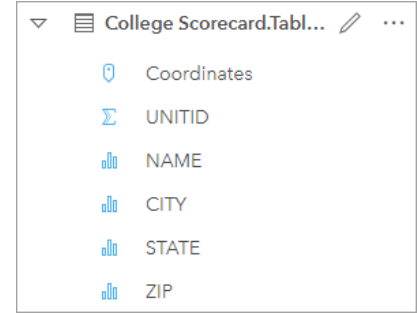 College Scorecard.Tabl...
Coordinates
UNITID
NAME
CITY
STATE
ZIP